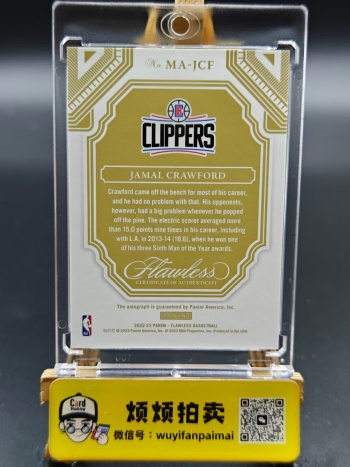 No. MA-JCF
CLIPPERS
JAMAL CRAWFORD
Crawford came off the bench for most of his career,
and he had no problem with that. His opponents,
however, had a big problem whenever he popped
off the pine. The electric scorer averaged more
than 15.0 points nine times in his career, including
with L.A. in 2013-14 (18.6), when he won one
of his three Sixth Man of the Year awards.
Flawless
CERTIFICATE OF AUTHENTICITY
The autograph is guaranteed by Panini America, Inc.
2022-23 PANINI - FLAWLESS BASKETBALL
NBA
Card
烦烦拍卖
微信号：wuyifanpaimai